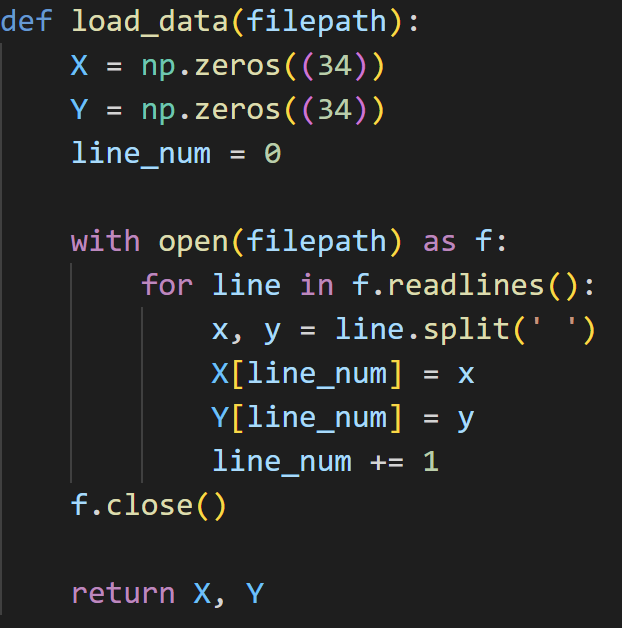 def load_data(filepath):
    X = np.zeros((34))
    Y = np.zeros((34))
    line_num = 0

    with open(filepath) as f:
        for line in f.readlines():
            x, y = line.split(' ')
            X[line_num] = x
            Y[line_num] = y
            line_num += 1
    f.close()

    return X, Y